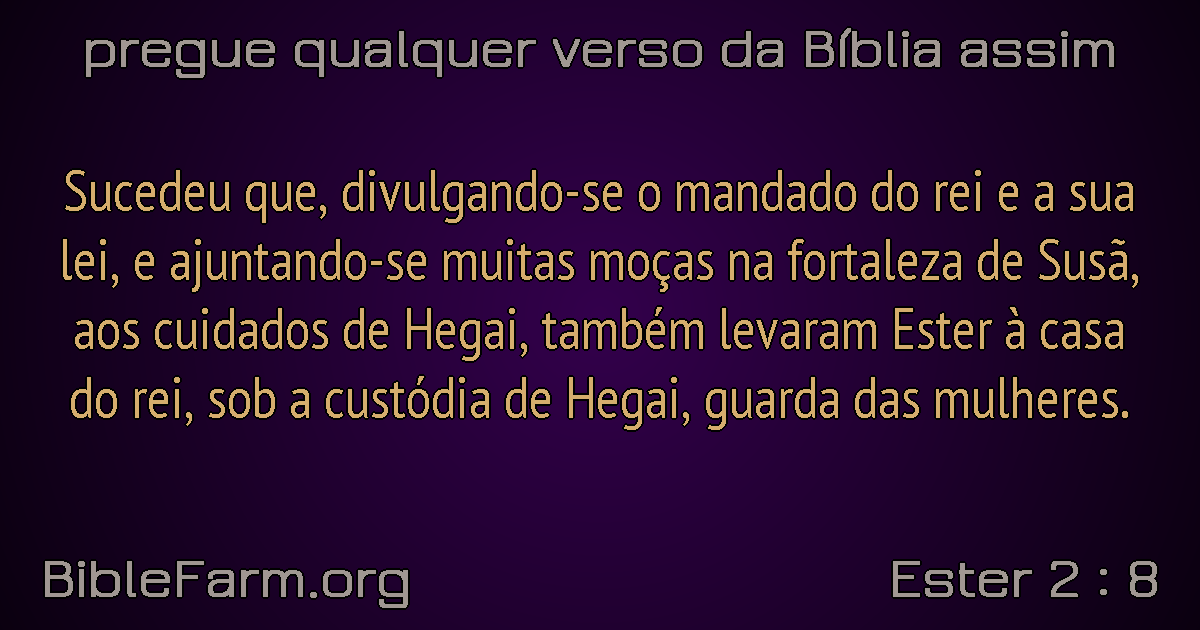 pregue qualquer verso da Bíblia assim
Sucedeu que, divulgando-se o mandado do rei e a sua
lei, e ajuntando-se muitas moças na fortaleza de Susã,
aos cuidados de Hegai, também levaram Ester à casa
do rei, sob a custódia de Hegai, guarda das mulheres.
BibleFarm.org
Ester 2 : 8